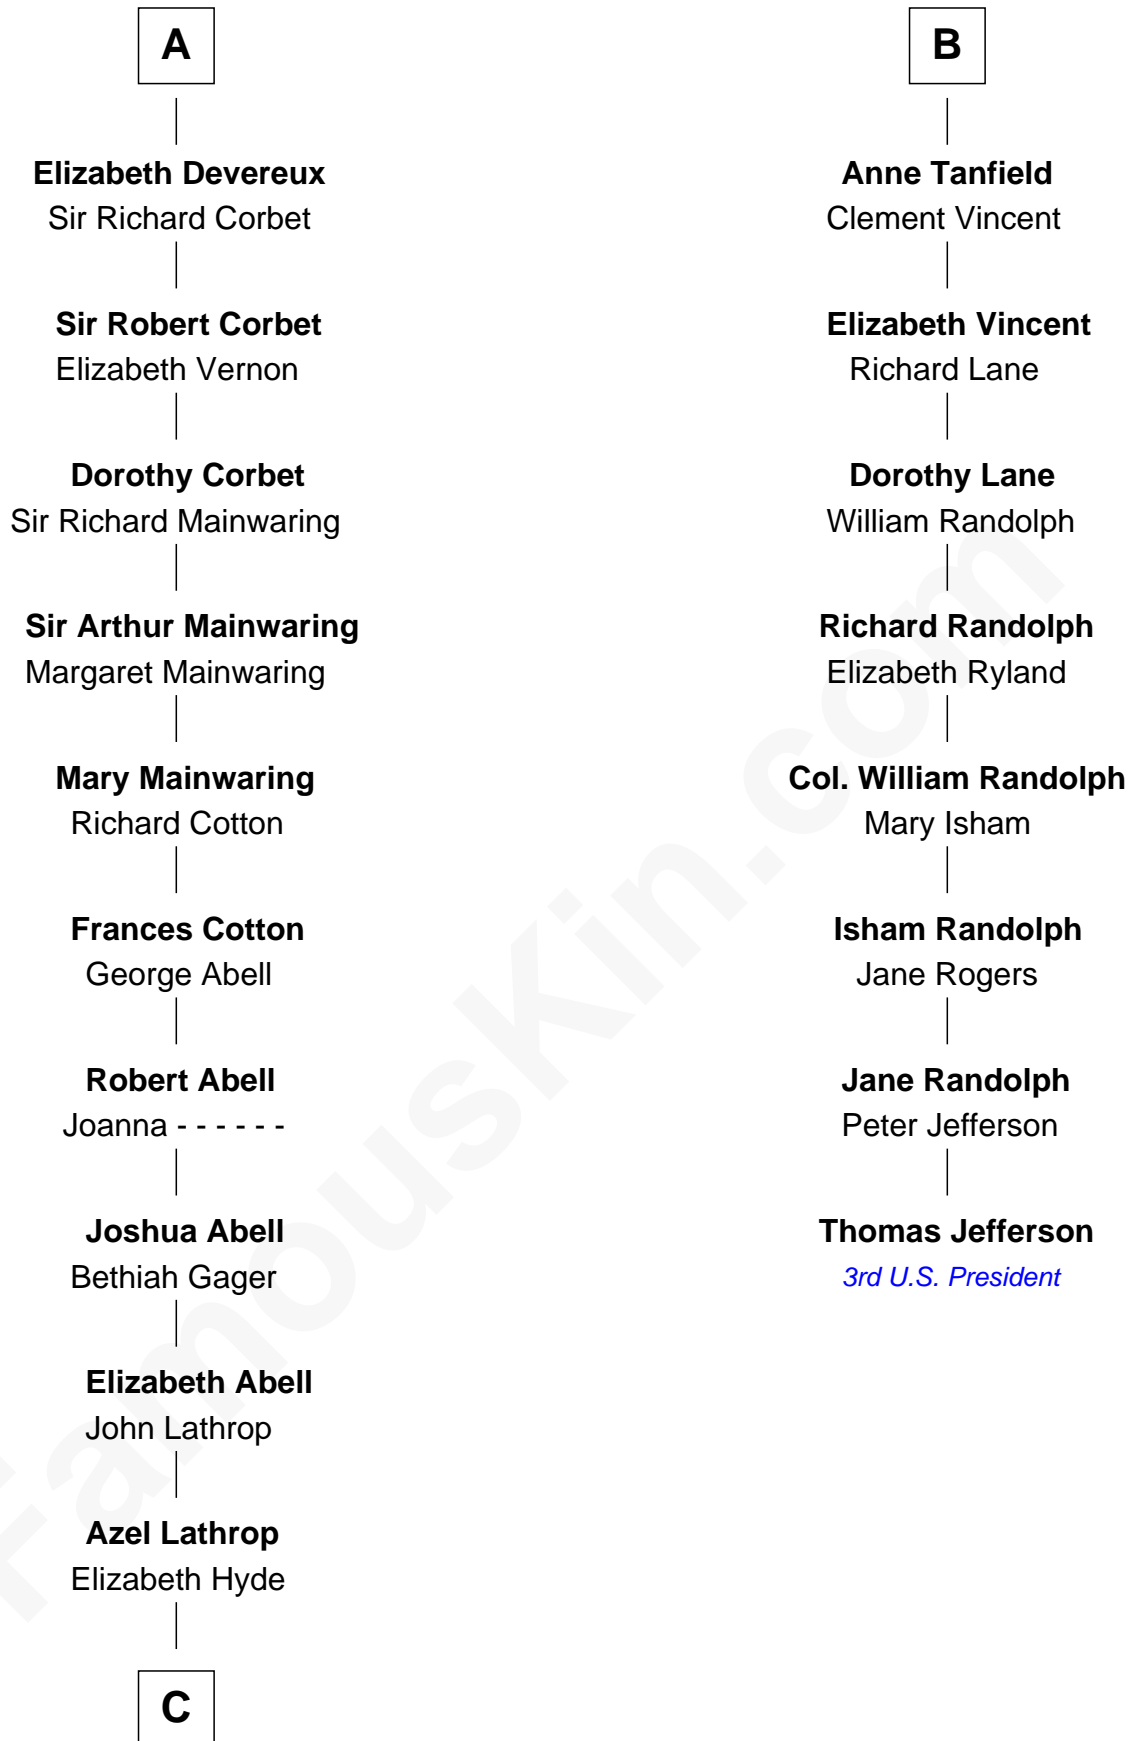 A
Elizabeth Devereux
Sir Richard Corbet
Sir Robert Corbet
Elizabeth Vernon
Dorothy Corbet
Sir Richard Mainwaring
Sir Arthur Mainwaring
Margaret Mainwaring
Mary Mainwaring
Richard Cotton
Frances Cotton
George Abell
Robert Abell
Joanna - - - - - -
Joshua Abell
Bethiah Gager
Elizabeth Abell
John Lathrop
Azel Lathrop
Elizabeth Hyde
C
B
Anne Tanfield
Clement Vincent
Elizabeth Vincent
Richard Lane
Dorothy Lane
William Randolph
Richard Randolph
Elizabeth Ryland
Col. William Randolph
Mary Isham
Isham Randolph
Jane Rogers
Jane Randolph
Peter Jefferson
Thomas Jefferson
3rd U.S. President
FamousKin.com